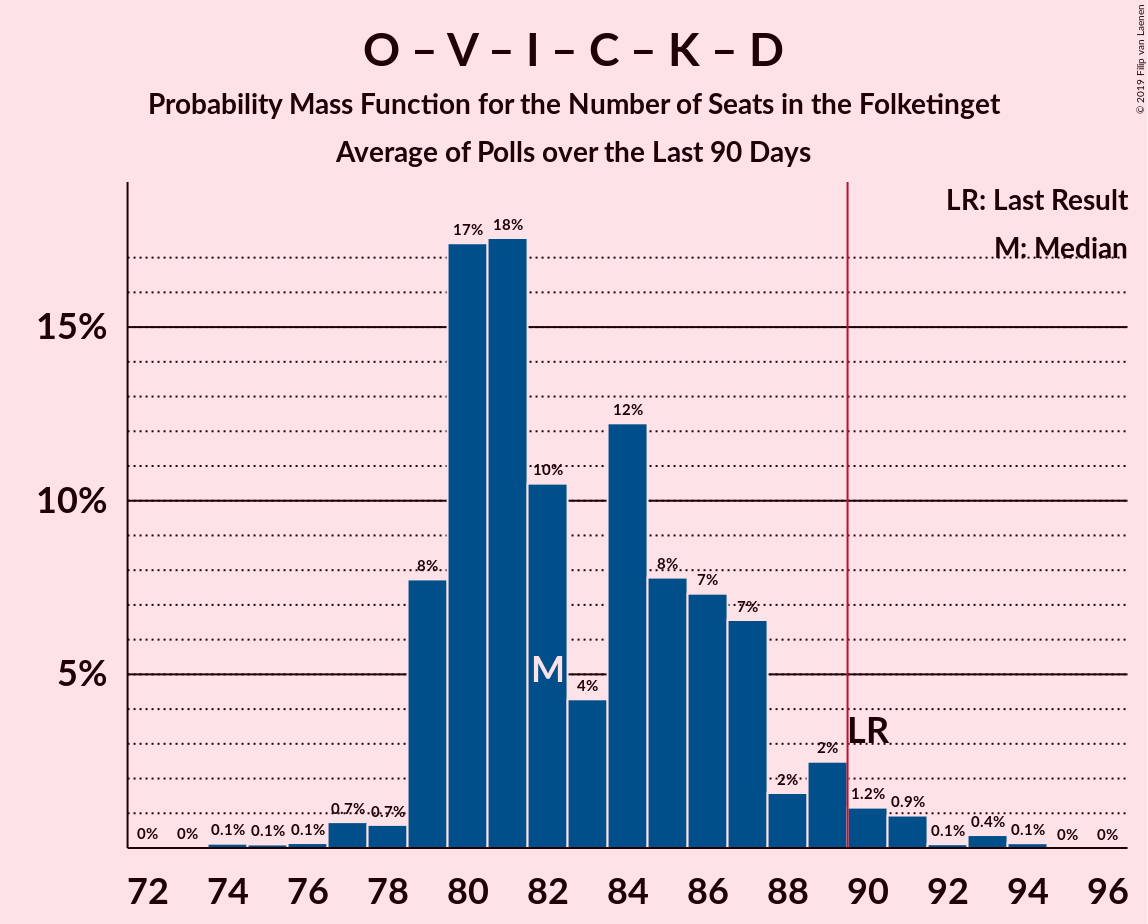 O – V – I – C – K – D
Probability Mass Function for the Number of Seats in the Folketinget
Average of Polls over the Last 90 Days
© 2019 Filip van Laenen
LR: Last Result
M: Median
15%
10%
5%
0% 0% 0.1% 0.1% 0.1% 0.7% 0.7% 8% 17% 18% 10% 4% 12% 8% 7% 7% 2% 2% 1.2% 0.9% 0.1% 0.4% 0.1% 0% 0%
M
LR
72 74 76 78 80 82 84 86 88 90 92 94 96